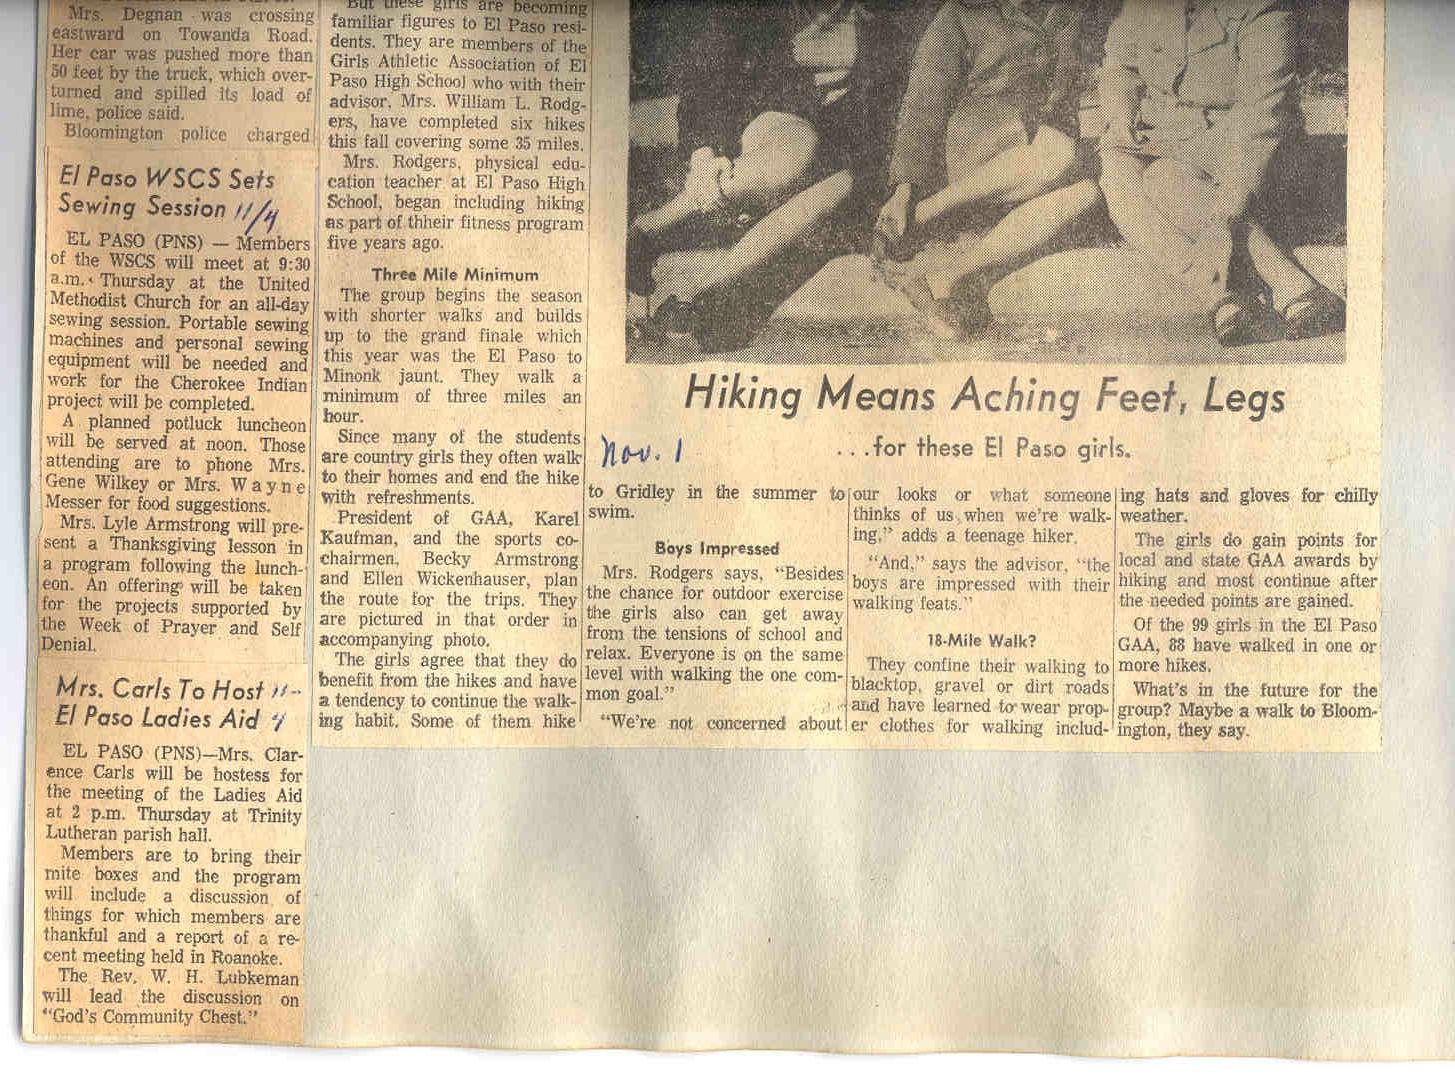 Mrs. Degnan was crossing
eastward on Towanda Road.
Her car was pushed more than
50 feet by the truck, which over-
turned and spilled its load of
lime, police said.
Bloomington police charged
El Paso WSCS Sets
Sewing Session 11/4
EL PASO (PNS) — Members
of the WSCS will meet at 9:30
a.m. Thursday at the United
Methodist Church for an all-day
sewing session. Portable sewing
machines and personal sewing
equipment will be needed and
work for the Cherokee Indian
project will be completed.
A planned potluck luncheon
will be served at noon. Those
attending are to phone Mrs.
Gene Wilkey or Mrs. Wayne
Messer for food suggestions.
Mrs. Lyle Armstrong will pre-
sent a Thanksgiving lesson in
a program following the lunch-
eon. An offering will be taken
for the projects supported by
the Week of Prayer and Self
Denial.
Mrs. Carls To Host 11-
El Paso Ladies Aid 4
EL PASO (PNS)—Mrs. Clar-
ence Carls will be hostess for
the meeting of the Ladies Aid
at 2 p.m. Thursday at Trinity
Lutheran parish hall.
Members are to bring their
mite boxes and the program
will include a discussion of
things for which members are
thankful and a report of a re-
cent meeting held in Roanoke.
The Rev. W. H. Lubkeman
will lead the discussion on
"God's Community Chest."
But these girls are becoming
familiar figures to El Paso resi-
dents. They are members of the
Girls Athletic Association of El
Paso High School who with their
advisor, Mrs. William L. Rodg-
ers, have completed six hikes
this fall covering some 35 miles.
Mrs. Rodgers, physical edu-
cation teacher at El Paso High
School, began including hiking
as part of thheir fitness program
five years ago.
Three Mile Minimum
The group begins the season
with shorter walks and builds
up to the grand finale which
this year was the El Paso to
Minonk jaunt. They walk a
minimum of three miles an
hour.
Since many of the students
are country girls they often walk
to their homes and end the hike
with refreshments.
President of GAA, Karel
Kaufman, and the sports co-
chairmen, Becky Armstrong
and Ellen Wickenhauser, plan
the route for the trips. They
are pictured in that order in
accompanying photo.
The girls agree that they do
benefit from the hikes and have
a tendency to continue the walk-
ing habit. Some of them hike
Hiking Means Aching Feet, Legs
...for these El Paso girls.
Nov. 1
to Gridley in the summer to
swim.
Boys Impressed
Mrs. Rodgers says, "Besides
the chance for outdoor exercise
the girls also can get away
from the tensions of school and
relax. Everyone is on the same
level with walking the one com-
mon goal."
"We're not concerned about
our looks or what someone
thinks of us when we're walk-
ing," adds a teenage hiker.
"And," says the advisor, "the
boys are impressed with their
walking feats."
18-Mile Walk?
They confine their walking to
blacktop, gravel or dirt roads
and have learned to wear prop-
er clothes for walking includ-
ing hats and gloves for chilly
weather.
The girls do gain points for
local and state GAA awards by
hiking and most continue after
the needed points are gained.
Of the 99 girls in the El Paso
GAA, 88 have walked in one or
more hikes.
What's in the future for the
group? Maybe a walk to Bloom-
ington, they say.